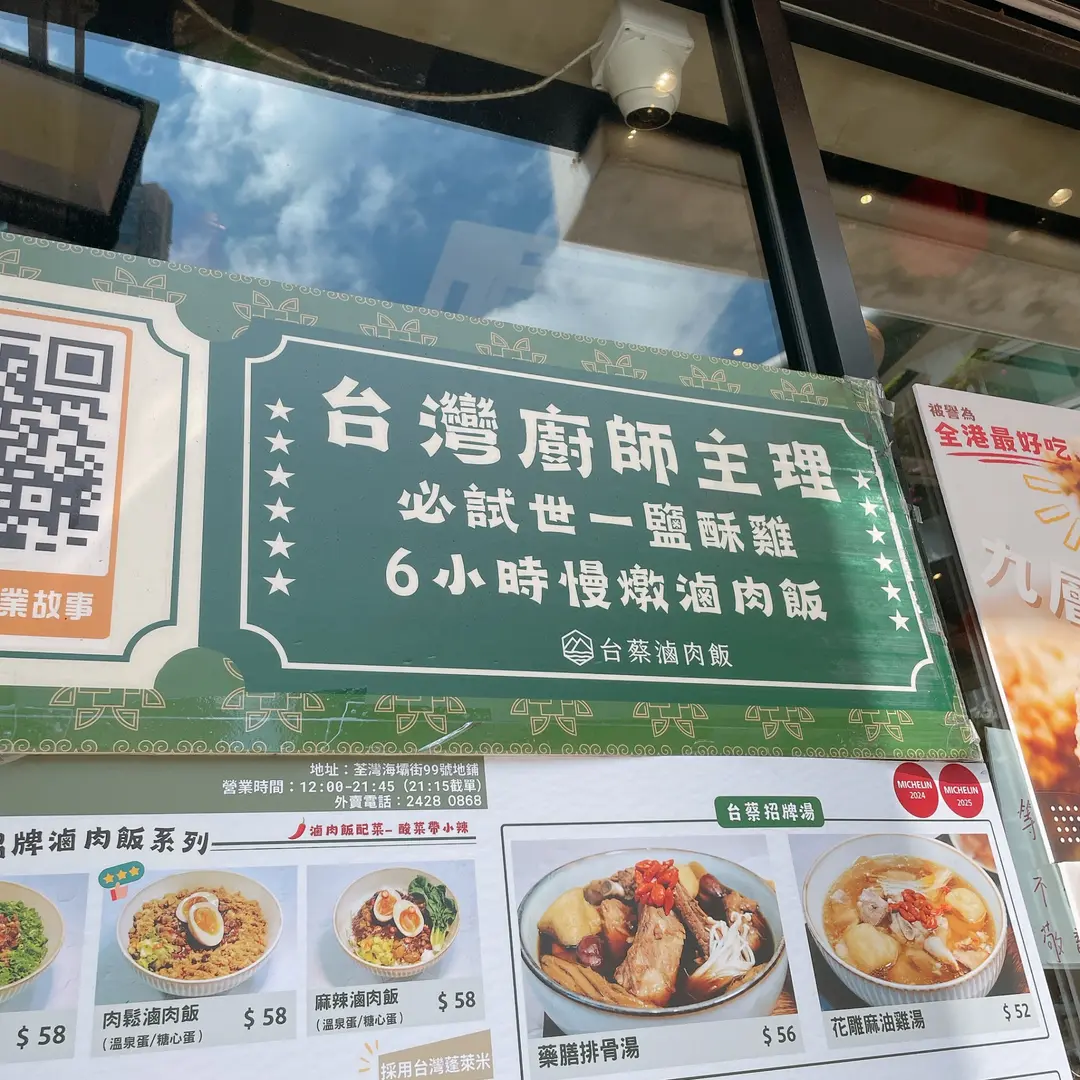 業故事
台灣廚師主理
必試世一鹽酥雞
6小時慢燉滷肉飯
台蔡滷肉飯
被譽為
全港最好吃
九層
地址：荃灣海壩街99號地鋪
營業時間：12:00-21:45 (21:15截單)
外賣電話：2428 0868
牌滷肉飯系列
滷肉飯配菜- 酸菜帶小辣
$ 58
肉鬆滷肉飯
(溫泉蛋/糖心蛋)
$ 58
麻辣滷肉飯
(溫泉蛋/糖心蛋)
$ 58
採用台灣蓬萊米
台蔡招牌湯
MICHELIN
2024
MICHELIN
2025
藥膳排骨湯
$ 56
花雕麻油雞湯
$ 52
不
敬